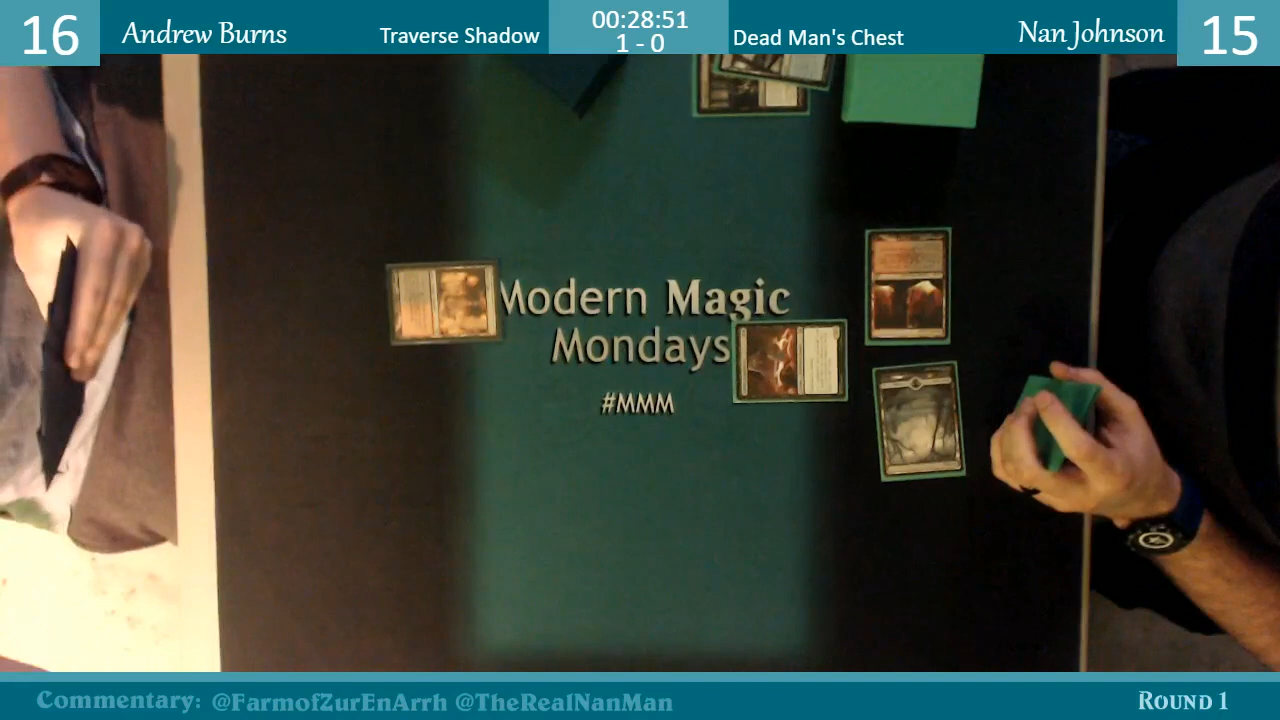 16
Andrew Burns
Traverse Shadow
00:28:51
1 - 0
Dead Man's Chest
Nan Johnson
15
Modern Magic
Mondays
#MMM
Commentary: @FarmofZurEnArrh @TheRealNanMan
Round 1